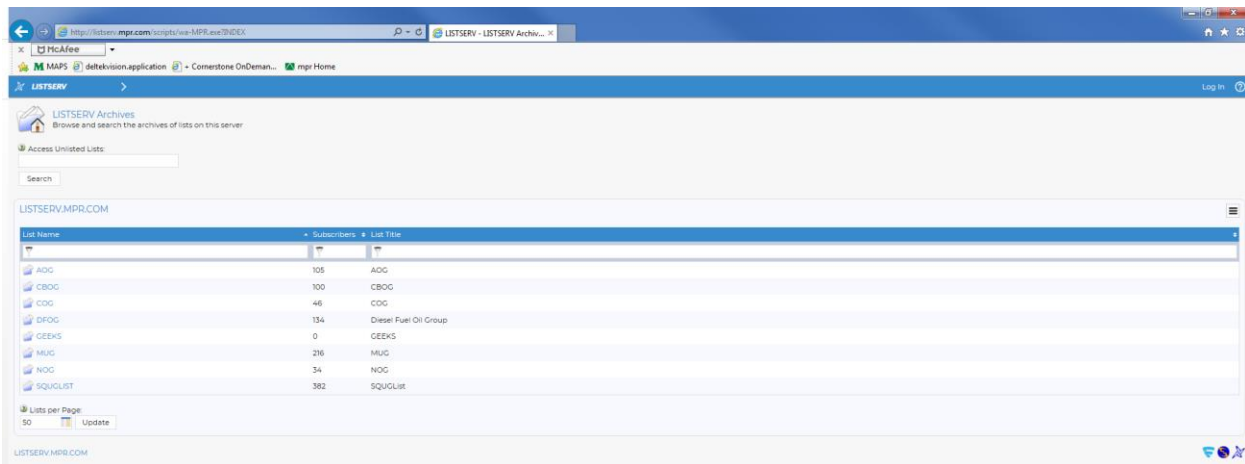 http://listserv.mpr.com/scripts/wa-MPR.exe?INDEX
LISTSERV - LISTSERV Archiv... ×
x McAfee
MAPS deltekvision.application + Cornerstone OnDeman... mpr Home
LISTSERV Log In
LISTSERV Archives
Browse and search the archives of lists on this server
Access Unlisted Lists:
Search
LISTSERV.MPR.COM
List Name Subscribers List Title
AOG 105 AOG
CBOG 100 CBOG
COG 46 COG
DFOG 134 Diesel Fuel Oil Group
GEEKS 0 GEEKS
MUG 216 MUG
NOG 34 NOG
SQUGLIST 382 SQUGList
Lists per Page:
50 Update
LISTSERV.MPR.COM